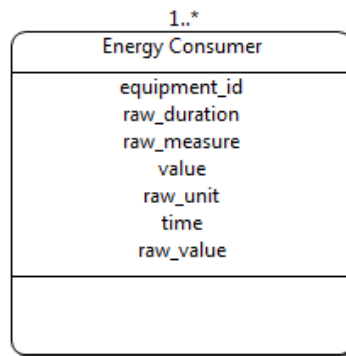 1..*
Energy Consumer
equipment_id
raw_duration
raw_measure
value
raw_unit
time
raw_value